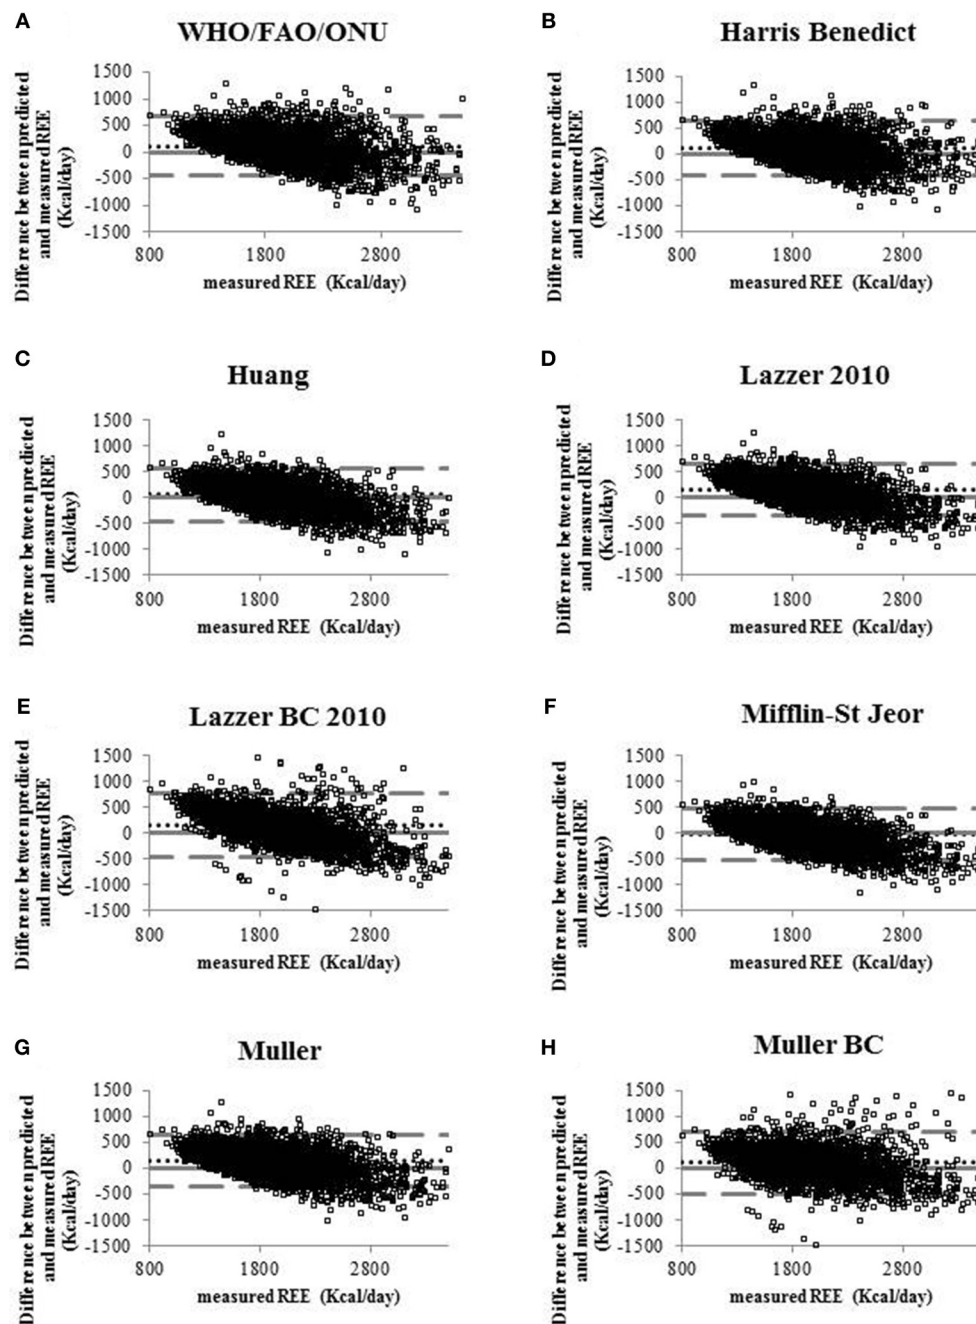 A
WHO/FAO/ONU
Difference between predicted
and measured REE
(Kcal/day)
1500
1000
500
0
-500
-1000
-1500
800 1800 2800
measured REE (Kcal/day)
B
Harris Benedict
Difference between predicted
and measured REE
(Kcal/day)
1500
1000
500
0
-500
-1000
-1500
800 1800 2800
measured REE (Kcal/day)
C
Huang
Difference between predicted
and measured REE
(Kcal/day)
1500
1000
500
0
-500
-1000
-1500
800 1800 2800
measured REE (Kcal/day)
D
Lazzer 2010
Difference between predicted
and measured REE
(Kcal/day)
1500
1000
500
0
-500
-1000
-1500
800 1800 2800
measured REE (Kcal/day)
E
Lazzer BC 2010
Difference between predicted
and measured REE
(Kcal/day)
1500
1000
500
0
-500
-1000
-1500
800 1800 2800
measured REE (Kcal/day)
F
Mifflin-St Jeor
Difference between predicted
and measured REE
(Kcal/day)
1500
1000
500
0
-500
-1000
-1500
800 1800 2800
measured REE (Kcal/day)
G
Muller
Difference between predicted
and measured REE
(Kcal/day)
1500
1000
500
0
-500
-1000
-1500
800 1800 2800
measured REE (Kcal/day)
H
Muller BC
Difference between predicted
and measured REE
(Kcal/day)
1500
1000
500
0
-500
-1000
-1500
800 1800 2800
measured REE (Kcal/day)